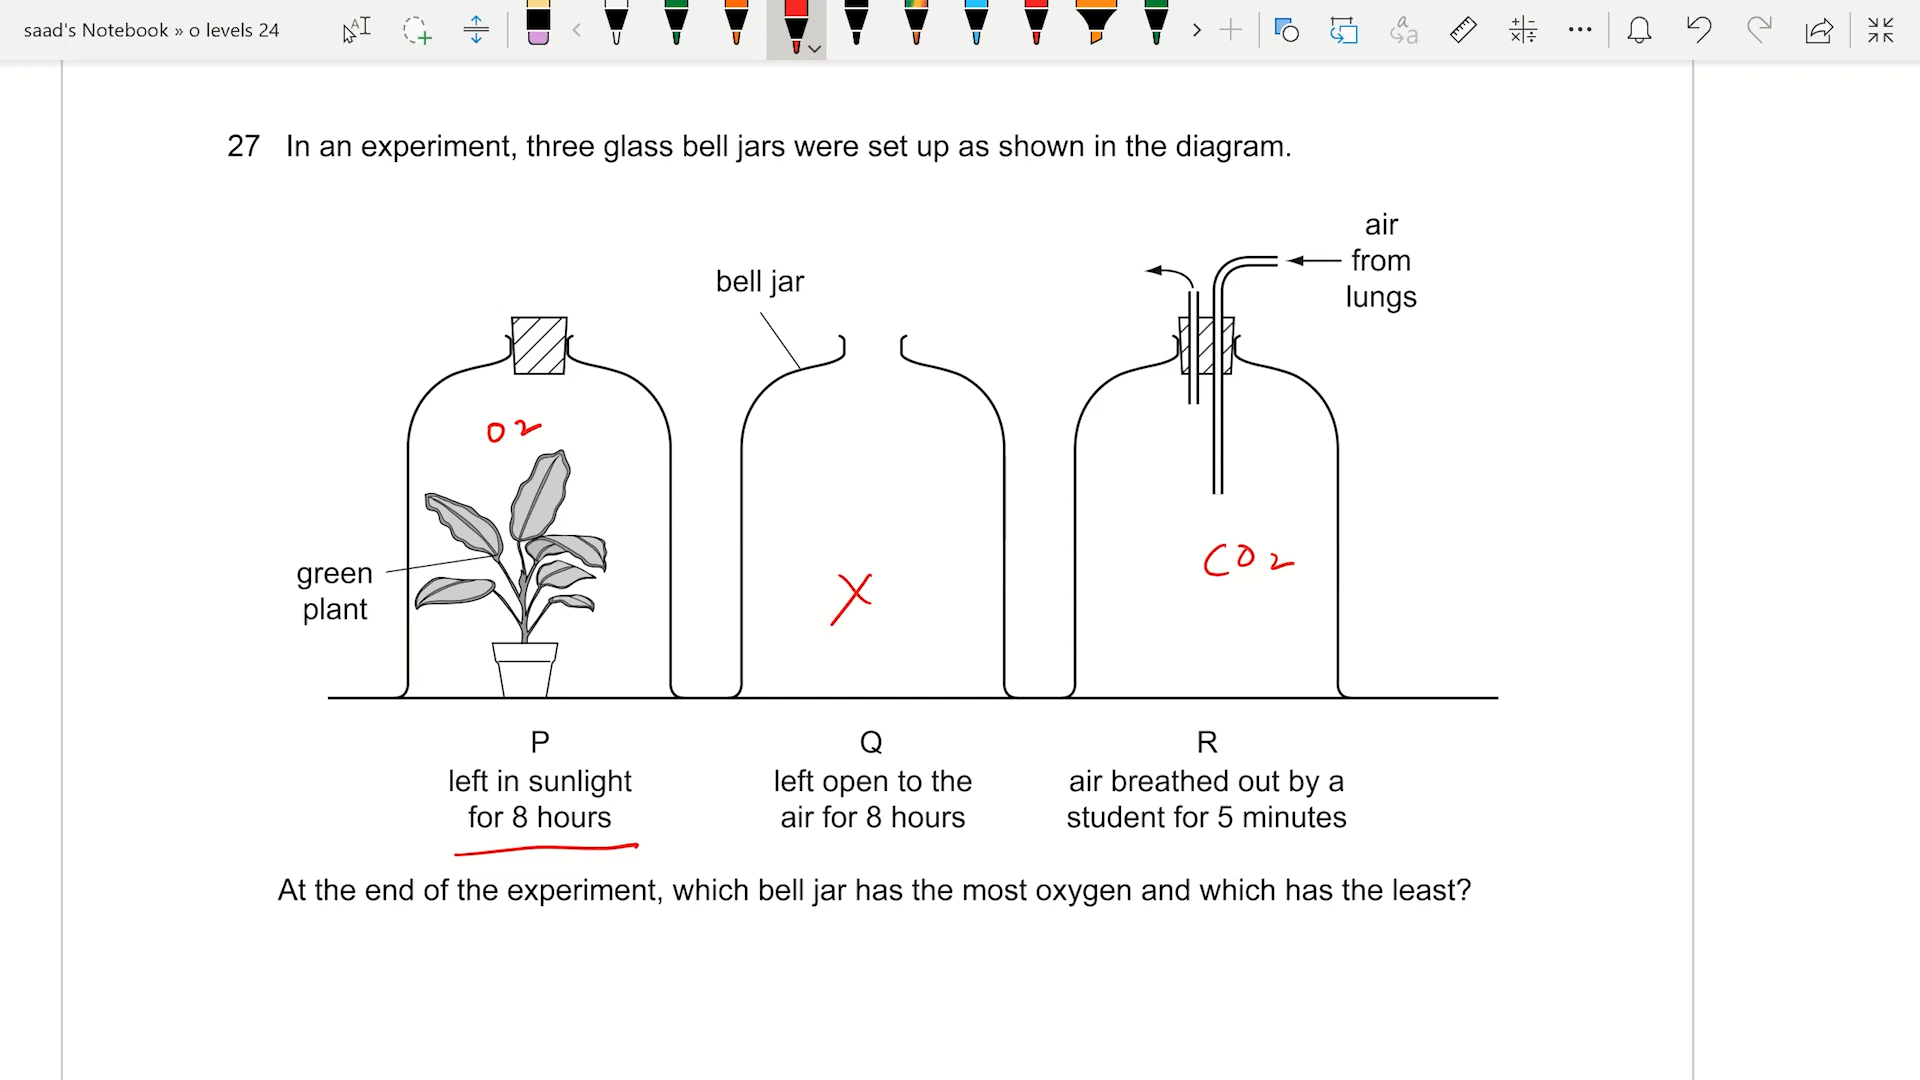 saad's Notebook » o levels 24
27 In an experiment, three glass bell jars were set up as shown in the diagram.
air
from
lungs
bell jar
O2
CO2
X
green
plant
P
left in sunlight
for 8 hours
Q
left open to the
air for 8 hours
R
air breathed out by a
student for 5 minutes
At the end of the experiment, which bell jar has the most oxygen and which has the least?